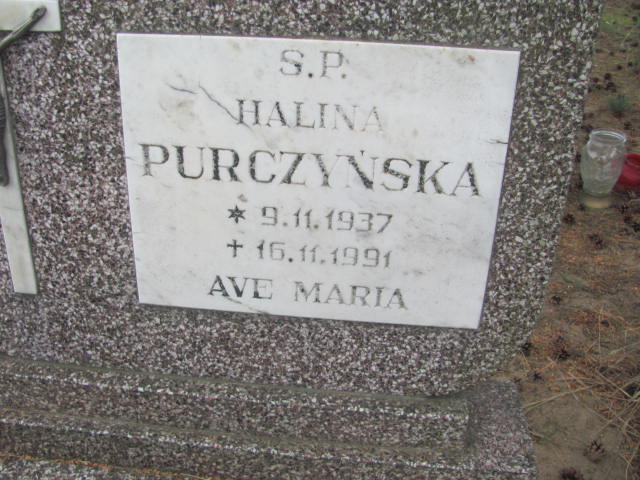 S.P.
HALINA
PURCZYŃSKA
* 9.11.1937
+ 16.11.1991
AVE MARIA